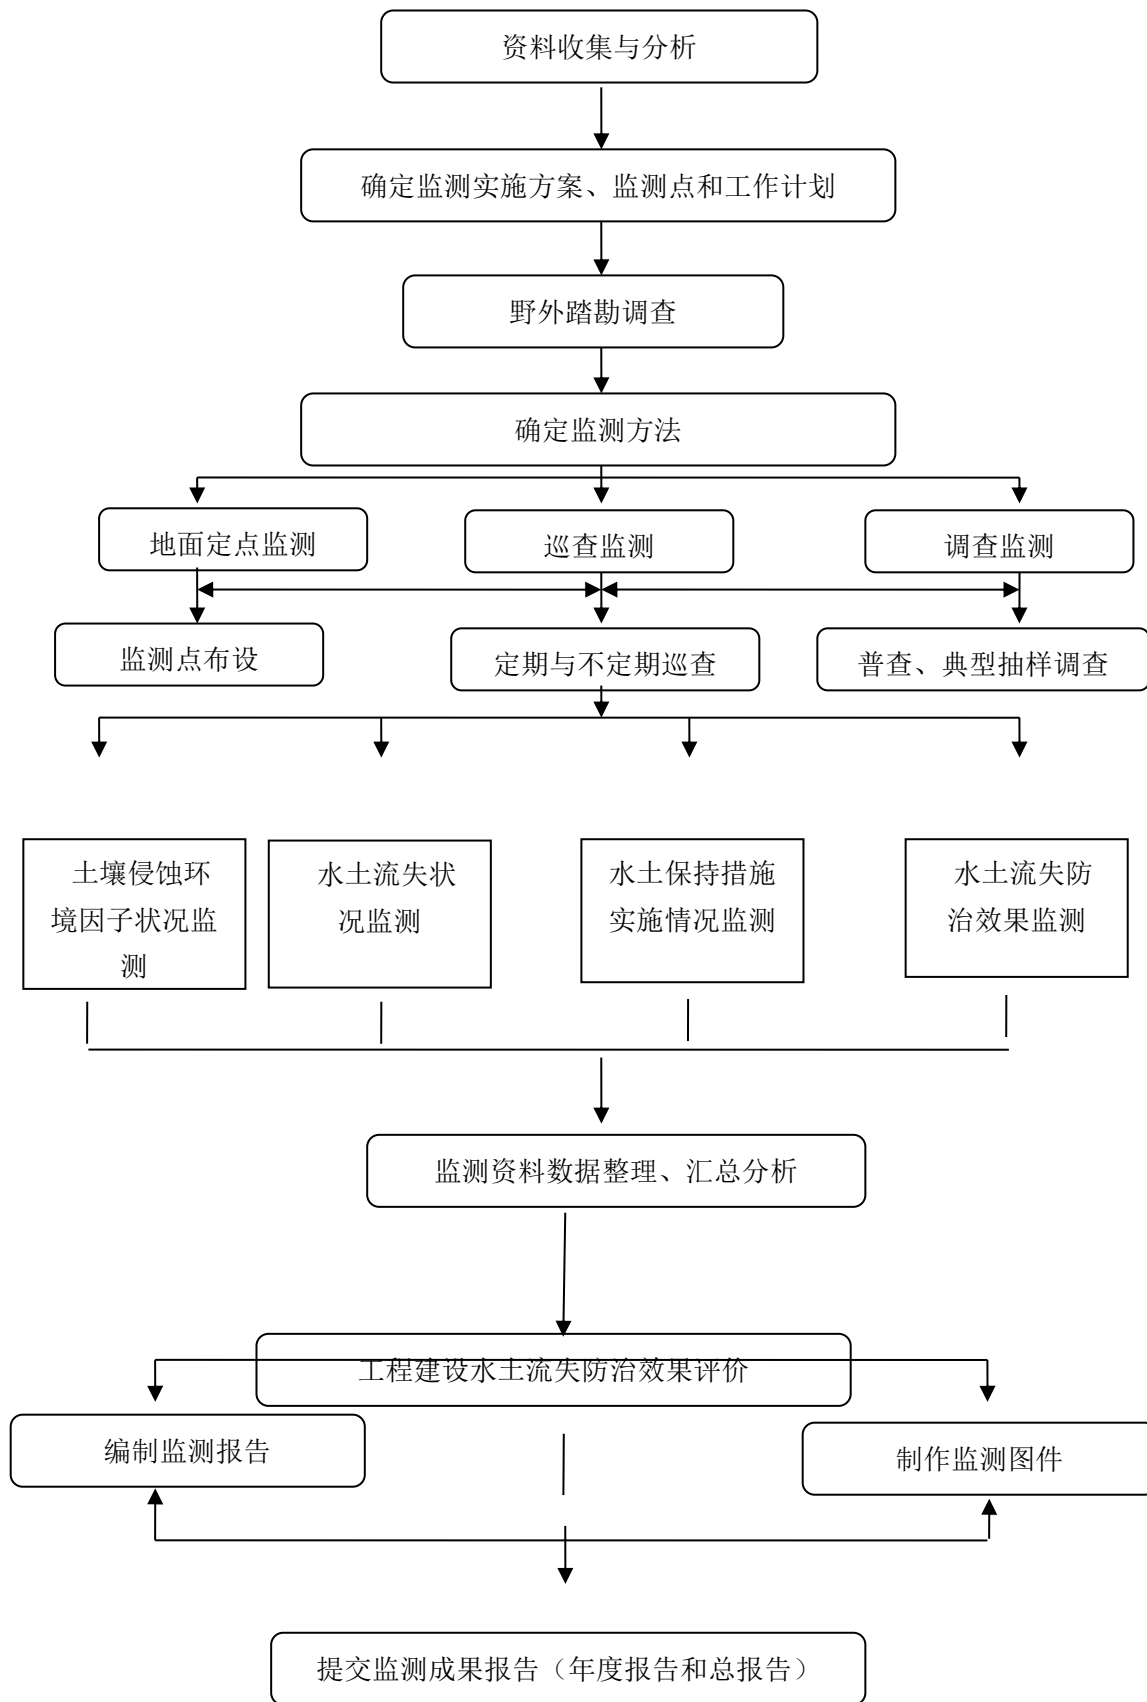 资料收集与分析
确定监测实施方案、监测点和工作计划
野外踏勘调查
确定监测方法
地面定点监测
巡查监测
调查监测
监测点布设
定期与不定期巡查
普查、典型抽样调查
土壤侵蚀环
境因子状况监
测
水土流失状
况监测
水土保持措施
实施情况监测
水土流失防
治效果监测
监测资料数据整理、汇总分析
工程建设水土流失防治效果评价
编制监测报告
制作监测图件
提交监测成果报告（年度报告和总报告）